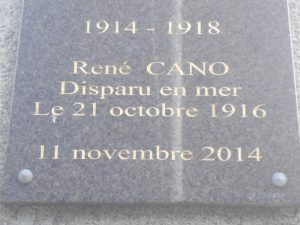 1914 - 1918
René CANO
Disparu en mer
Le 21 octobre 1916
11 novembre 2014